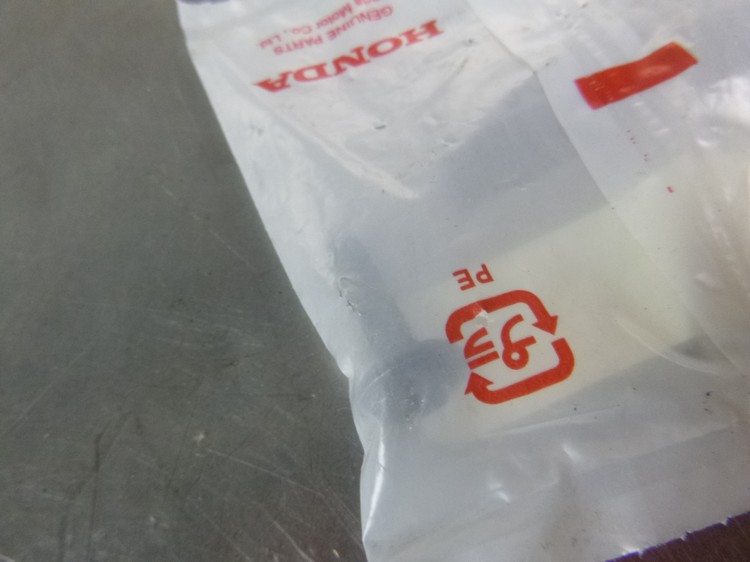 HONDA
GENUINE PARTS
Motor Co., Ltd
PE
プラ